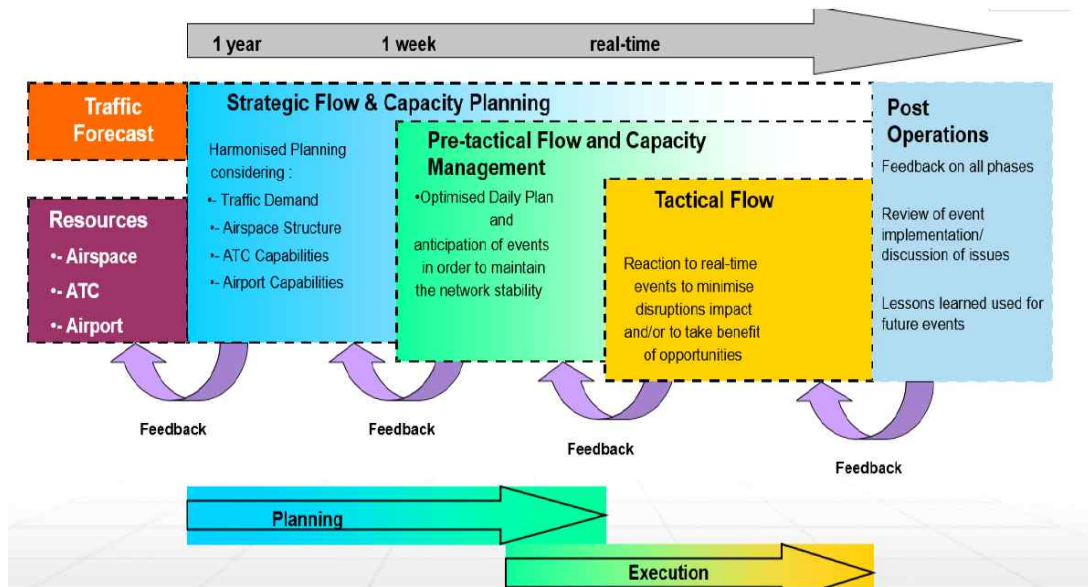 1 year
1 week
real-time
Traffic
Forecast
Resources
•- Airspace
•- ATC
•- Airport
Strategic Flow & Capacity Planning
Harmonised Planning
considering :
•- Traffic Demand
•- Airspace Structure
•- ATC Capabilities
•- Airport Capabilities
Pre-tactical Flow and Capacity
Management
•Optimised Daily Plan
and
anticipation of events
in order to maintain
the network stability
Tactical Flow
Reaction to real-time
events to minimise
disruptions impact
and/or to take benefit
of opportunities
Post
Operations
Feedback on all phases
Review of event
implementation/
discussion of issues
Lessons learned used for
future events
Feedback
Feedback
Feedback
Feedback
Planning
Execution